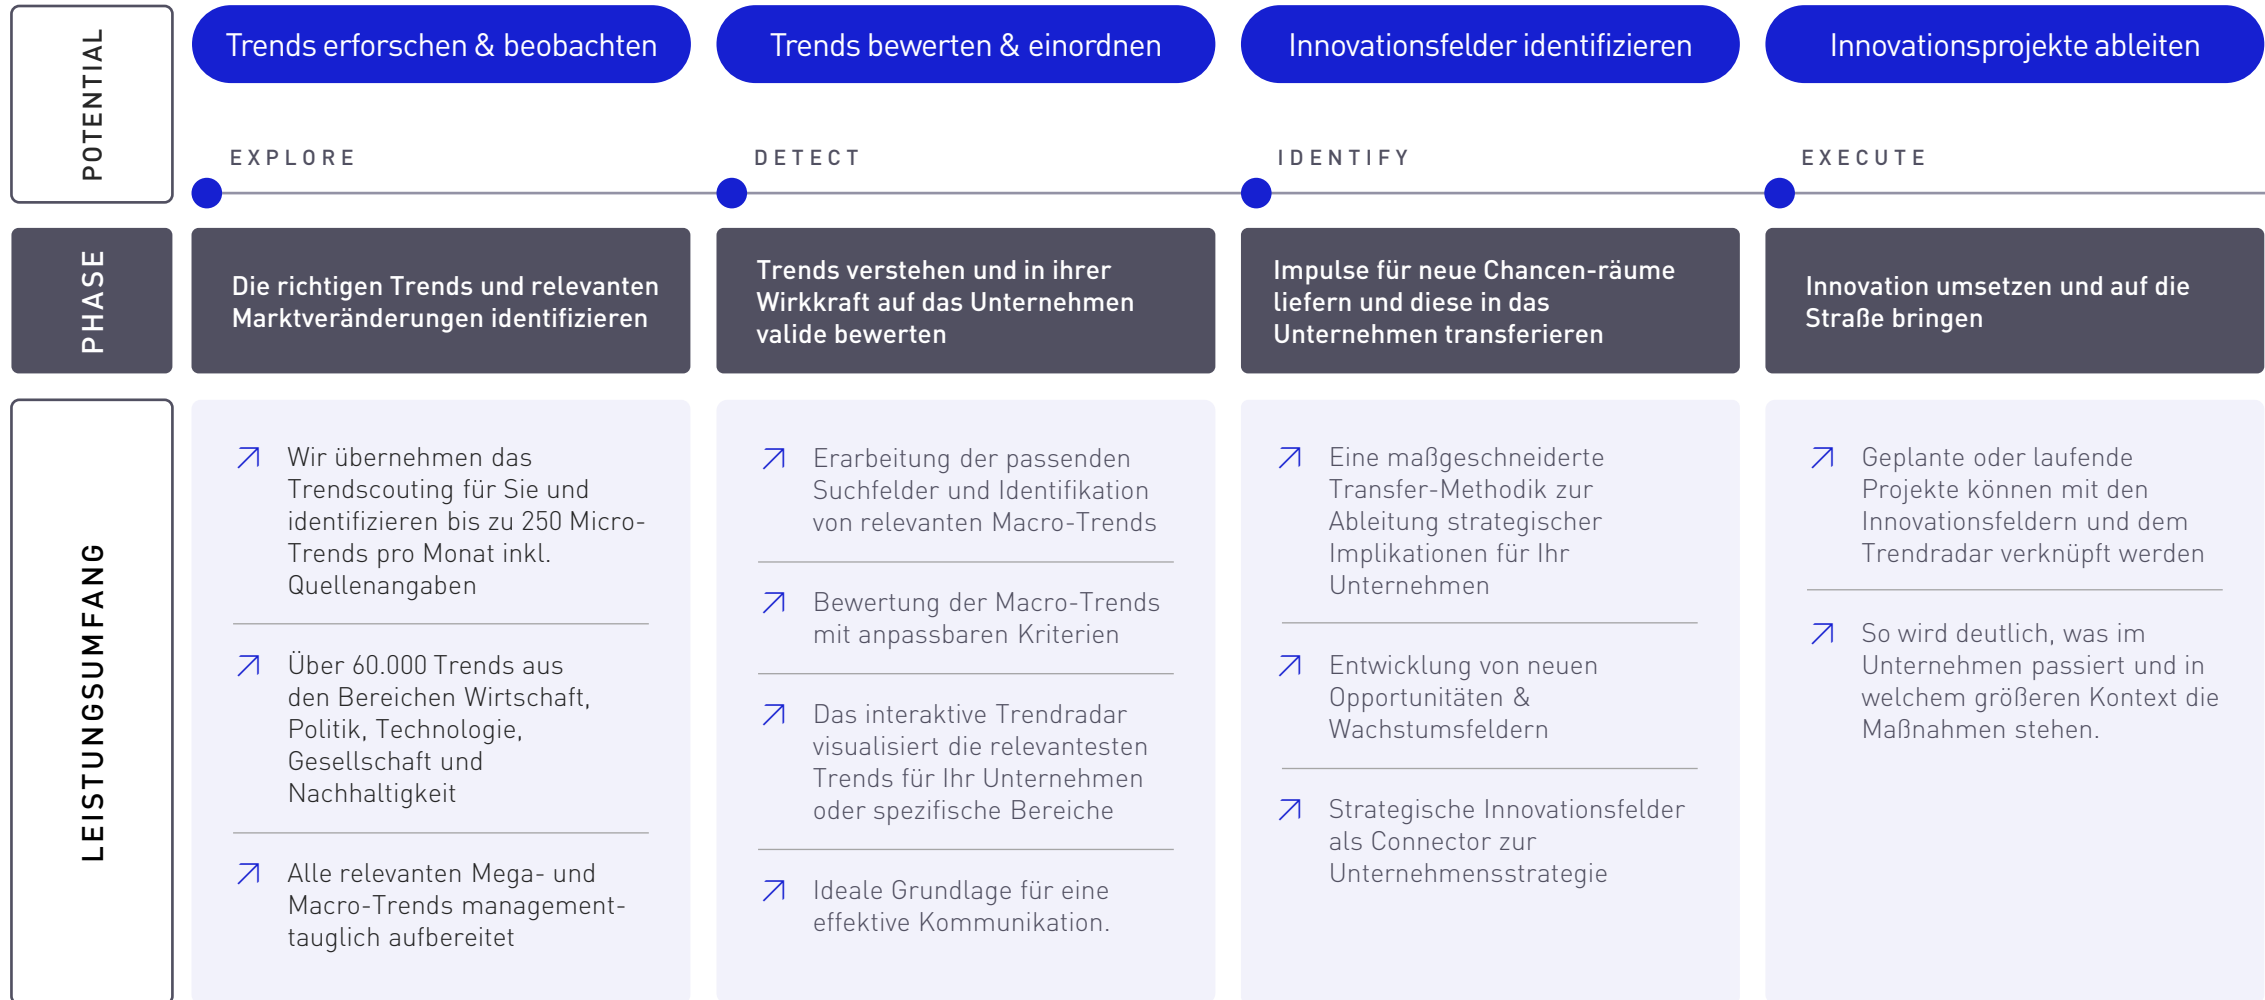 POTENTIAL
Trends erforschen & beobachten
Trends bewerten & einordnen
Innovationsfelder identifizieren
Innovationsprojekte ableiten
EXPLORE
DETECT
IDENTIFY
EXECUTE
PHASE
Die richtigen Trends und relevanten
Marktveränderungen identifizieren
Trends verstehen und in ihrer
Wirkkraft auf das Unternehmen
valide bewerten
Impulse für neue Chancen-räume
liefern und diese in das
Unternehmen transferieren
Innovation umsetzen und auf die
Straße bringen
LEISTUNGSUMFANG
Wir übernehmen das
Trendscouting für Sie und
identifizieren bis zu 250 Micro-
Trends pro Monat inkl.
Quellenangaben
Über 60.000 Trends aus
den Bereichen Wirtschaft,
Politik, Technologie,
Gesellschaft und
Nachhaltigkeit
Alle relevanten Mega- und
Macro-Trends management-
tauglich aufbereitet
Erarbeitung der passenden
Suchfelder und Identifikation
von relevanten Macro-Trends
Bewertung der Macro-Trends
mit anpassbaren Kriterien
Das interaktive Trendradar
visualisiert die relevantesten
Trends für Ihr Unternehmen
oder spezifische Bereiche
Ideale Grundlage für eine
effektive Kommunikation.
Eine maßgeschneiderte
Transfer-Methodik zur
Ableitung strategischer
Implikationen für Ihr
Unternehmen
Entwicklung von neuen
Opportunitäten &
Wachstumsfeldern
Strategische Innovationsfelder
als Connector zur
Unternehmensstrategie
Geplante oder laufende
Projekte können mit den
Innovationsfeldern und dem
Trendradar verknüpft werden
So wird deutlich, was im
Unternehmen passiert und in
welchem größeren Kontext die
Maßnahmen stehen.